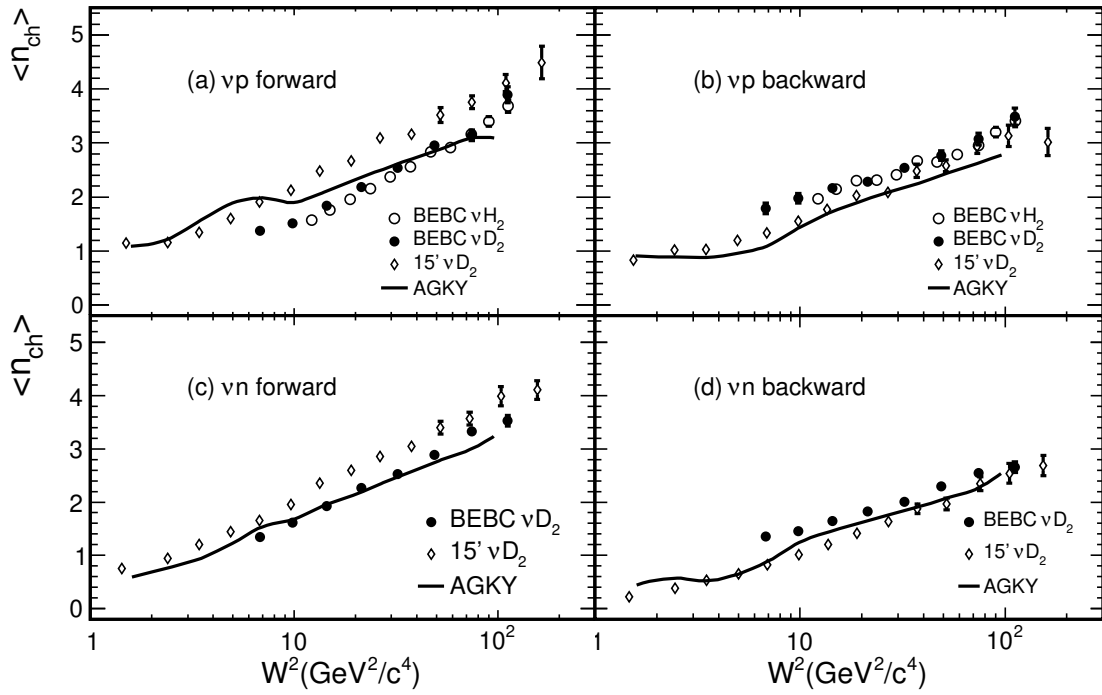 <n_ch>
5
4
3
2
1
0
(a) νp forward
BEBC νH₂
BEBC νD₂
15' νD₂
AGKY
(b) νp backward
BEBC νH₂
BEBC νD₂
15' νD₂
AGKY
<n_ch>
5
4
3
2
1
0
(c) νn forward
BEBC νD₂
15' νD₂
AGKY
(d) νn backward
BEBC νD₂
15' νD₂
AGKY
1 10 10² 1 10 10²
W²(GeV²/c⁴) W²(GeV²/c⁴)